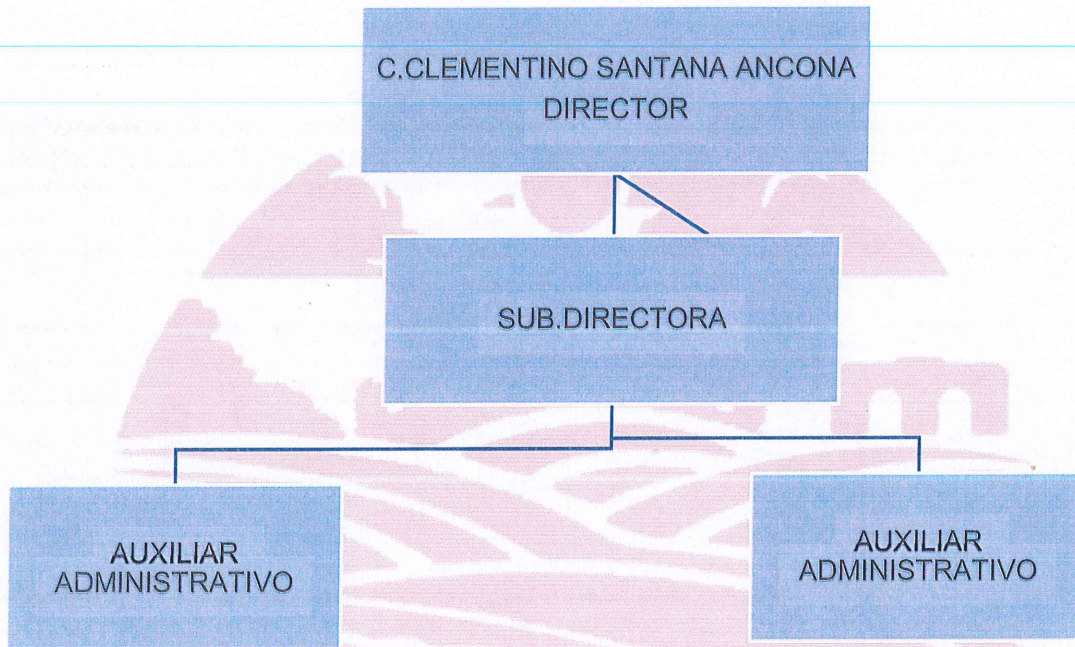 C.CLEMENTINO SANTANA ANCONA
DIRECTOR
SUB.DIRECTORA
AUXILIAR
ADMINISTRATIVO
AUXILIAR
ADMINISTRATIVO